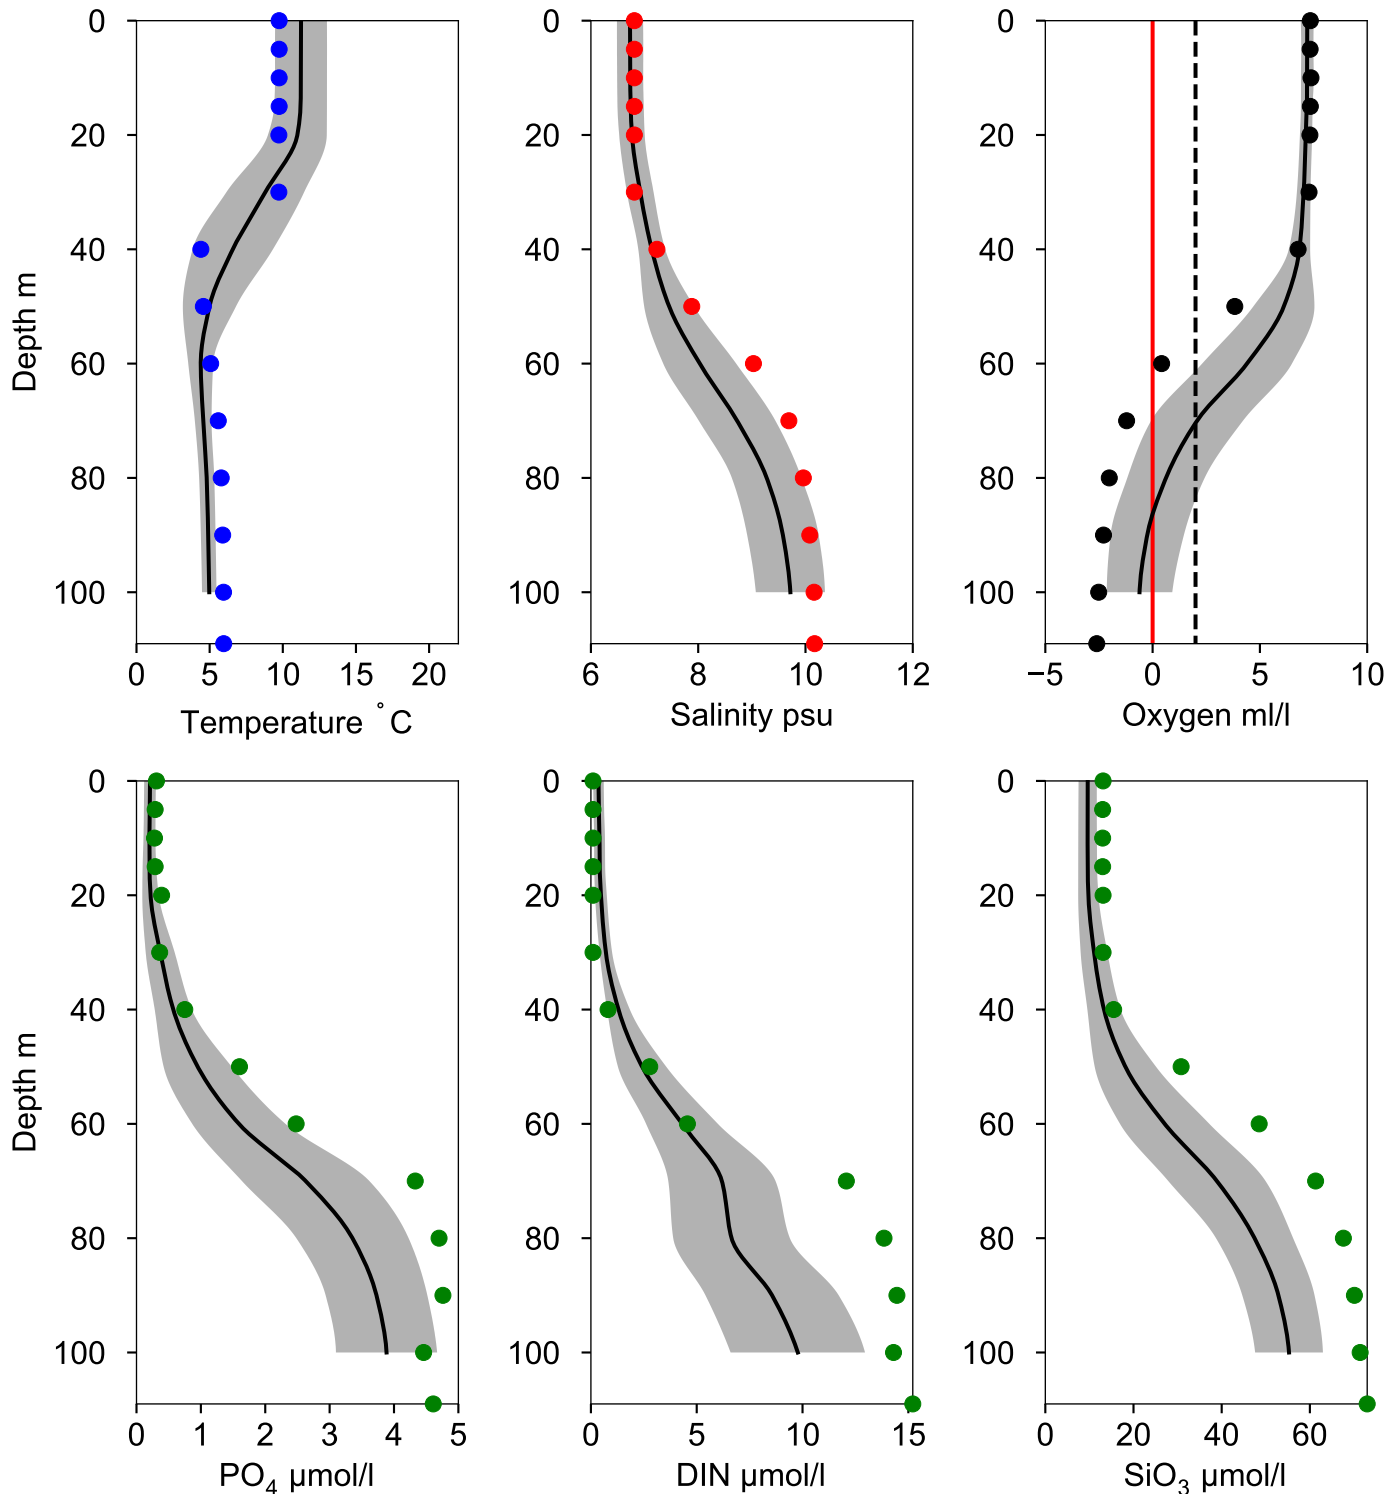 0
20
40
60
80
100
Depth m
0 5 10 15 20
Temperature °C
0
20
40
60
80
100
6 8 10 12
Salinity psu
0
20
40
60
80
100
−5 0 5 10
Oxygen ml/l
0
20
40
60
80
100
Depth m
0 1 2 3 4 5
PO₄ µmol/l
0
20
40
60
80
100
0 5 10 15
DIN µmol/l
0
20
40
60
80
100
0 20 40 60
SiO₃ µmol/l